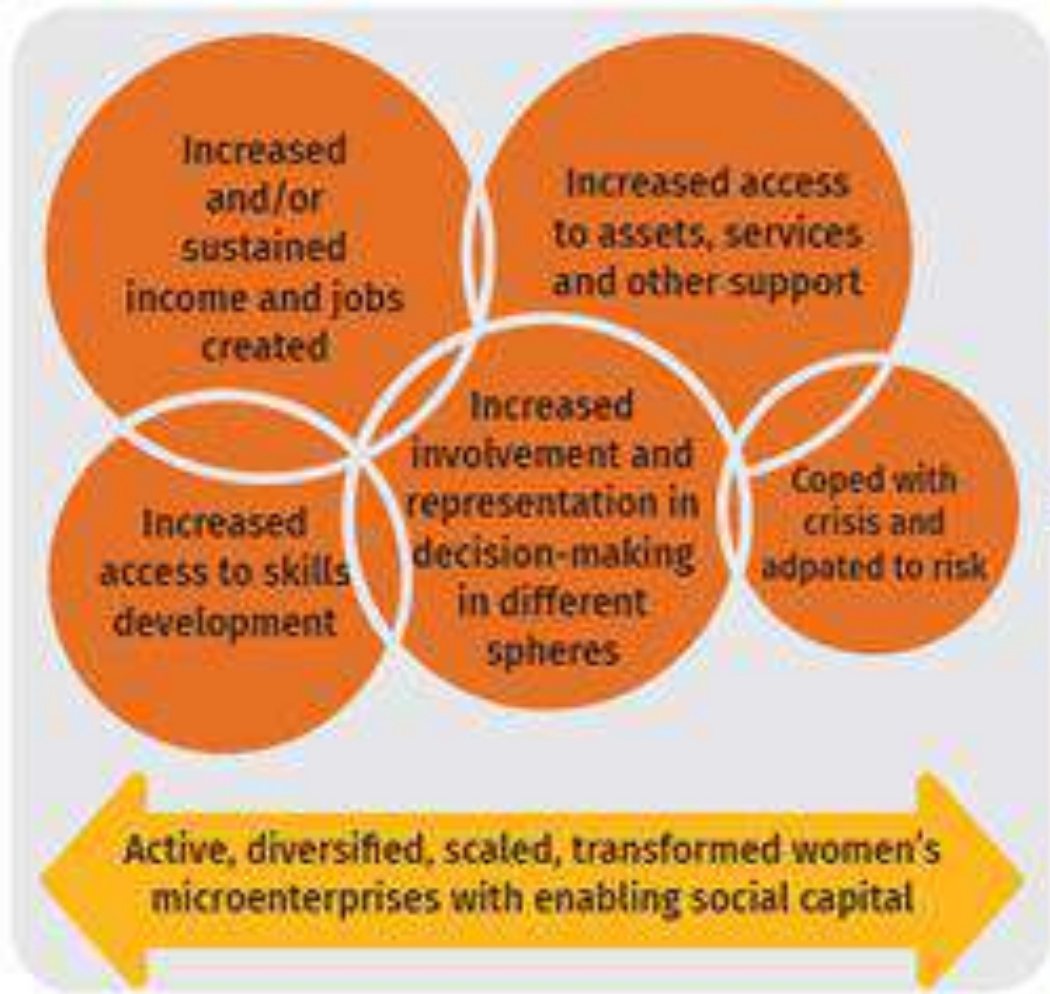 Increased
and/or
sustained
income and jobs
created
Increased access
to assets, services
and other support
Increased
access to skills
development
Increased
involvement and
representation in
decision-making
in different
spheres
Coped with
crisis and
adpated to risk
Active, diversified, scaled, transformed women's
microenterprises with enabling social capital